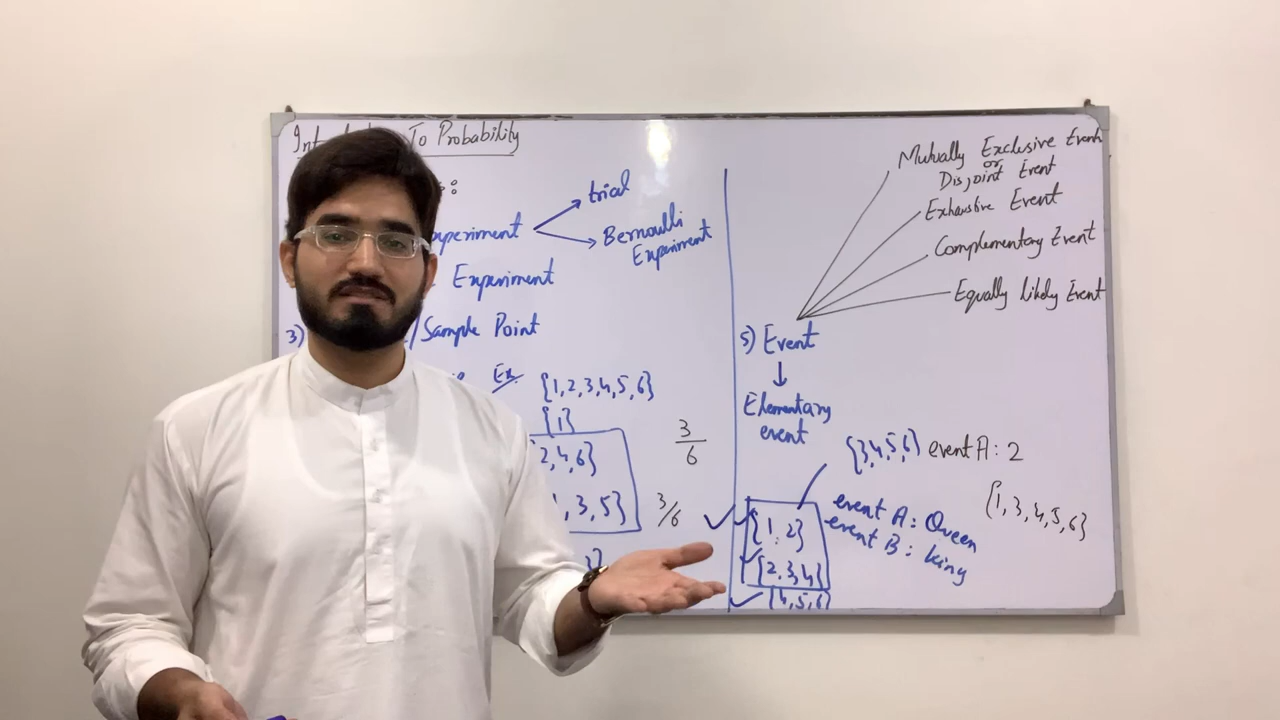 To Probability
:
trial
Experiment
Bernoulli
Experiment
Experiment
3) /Sample Point
Ex {1,2,3,4,5,6}
{1}
2,4,6}
3/6
1,3,5}
3/6
3}
Mutually Exclusive Event
or
Disjoint Event
Exhaustive Event
Complementary Event
Equally Likely Event
5) Event
Elementary
event
{3,4,5,6} event A: 2
{1,3,4,5,6}
event A: Queen
event B: king
{1,2}
{2,3,4}
{4,5,6}